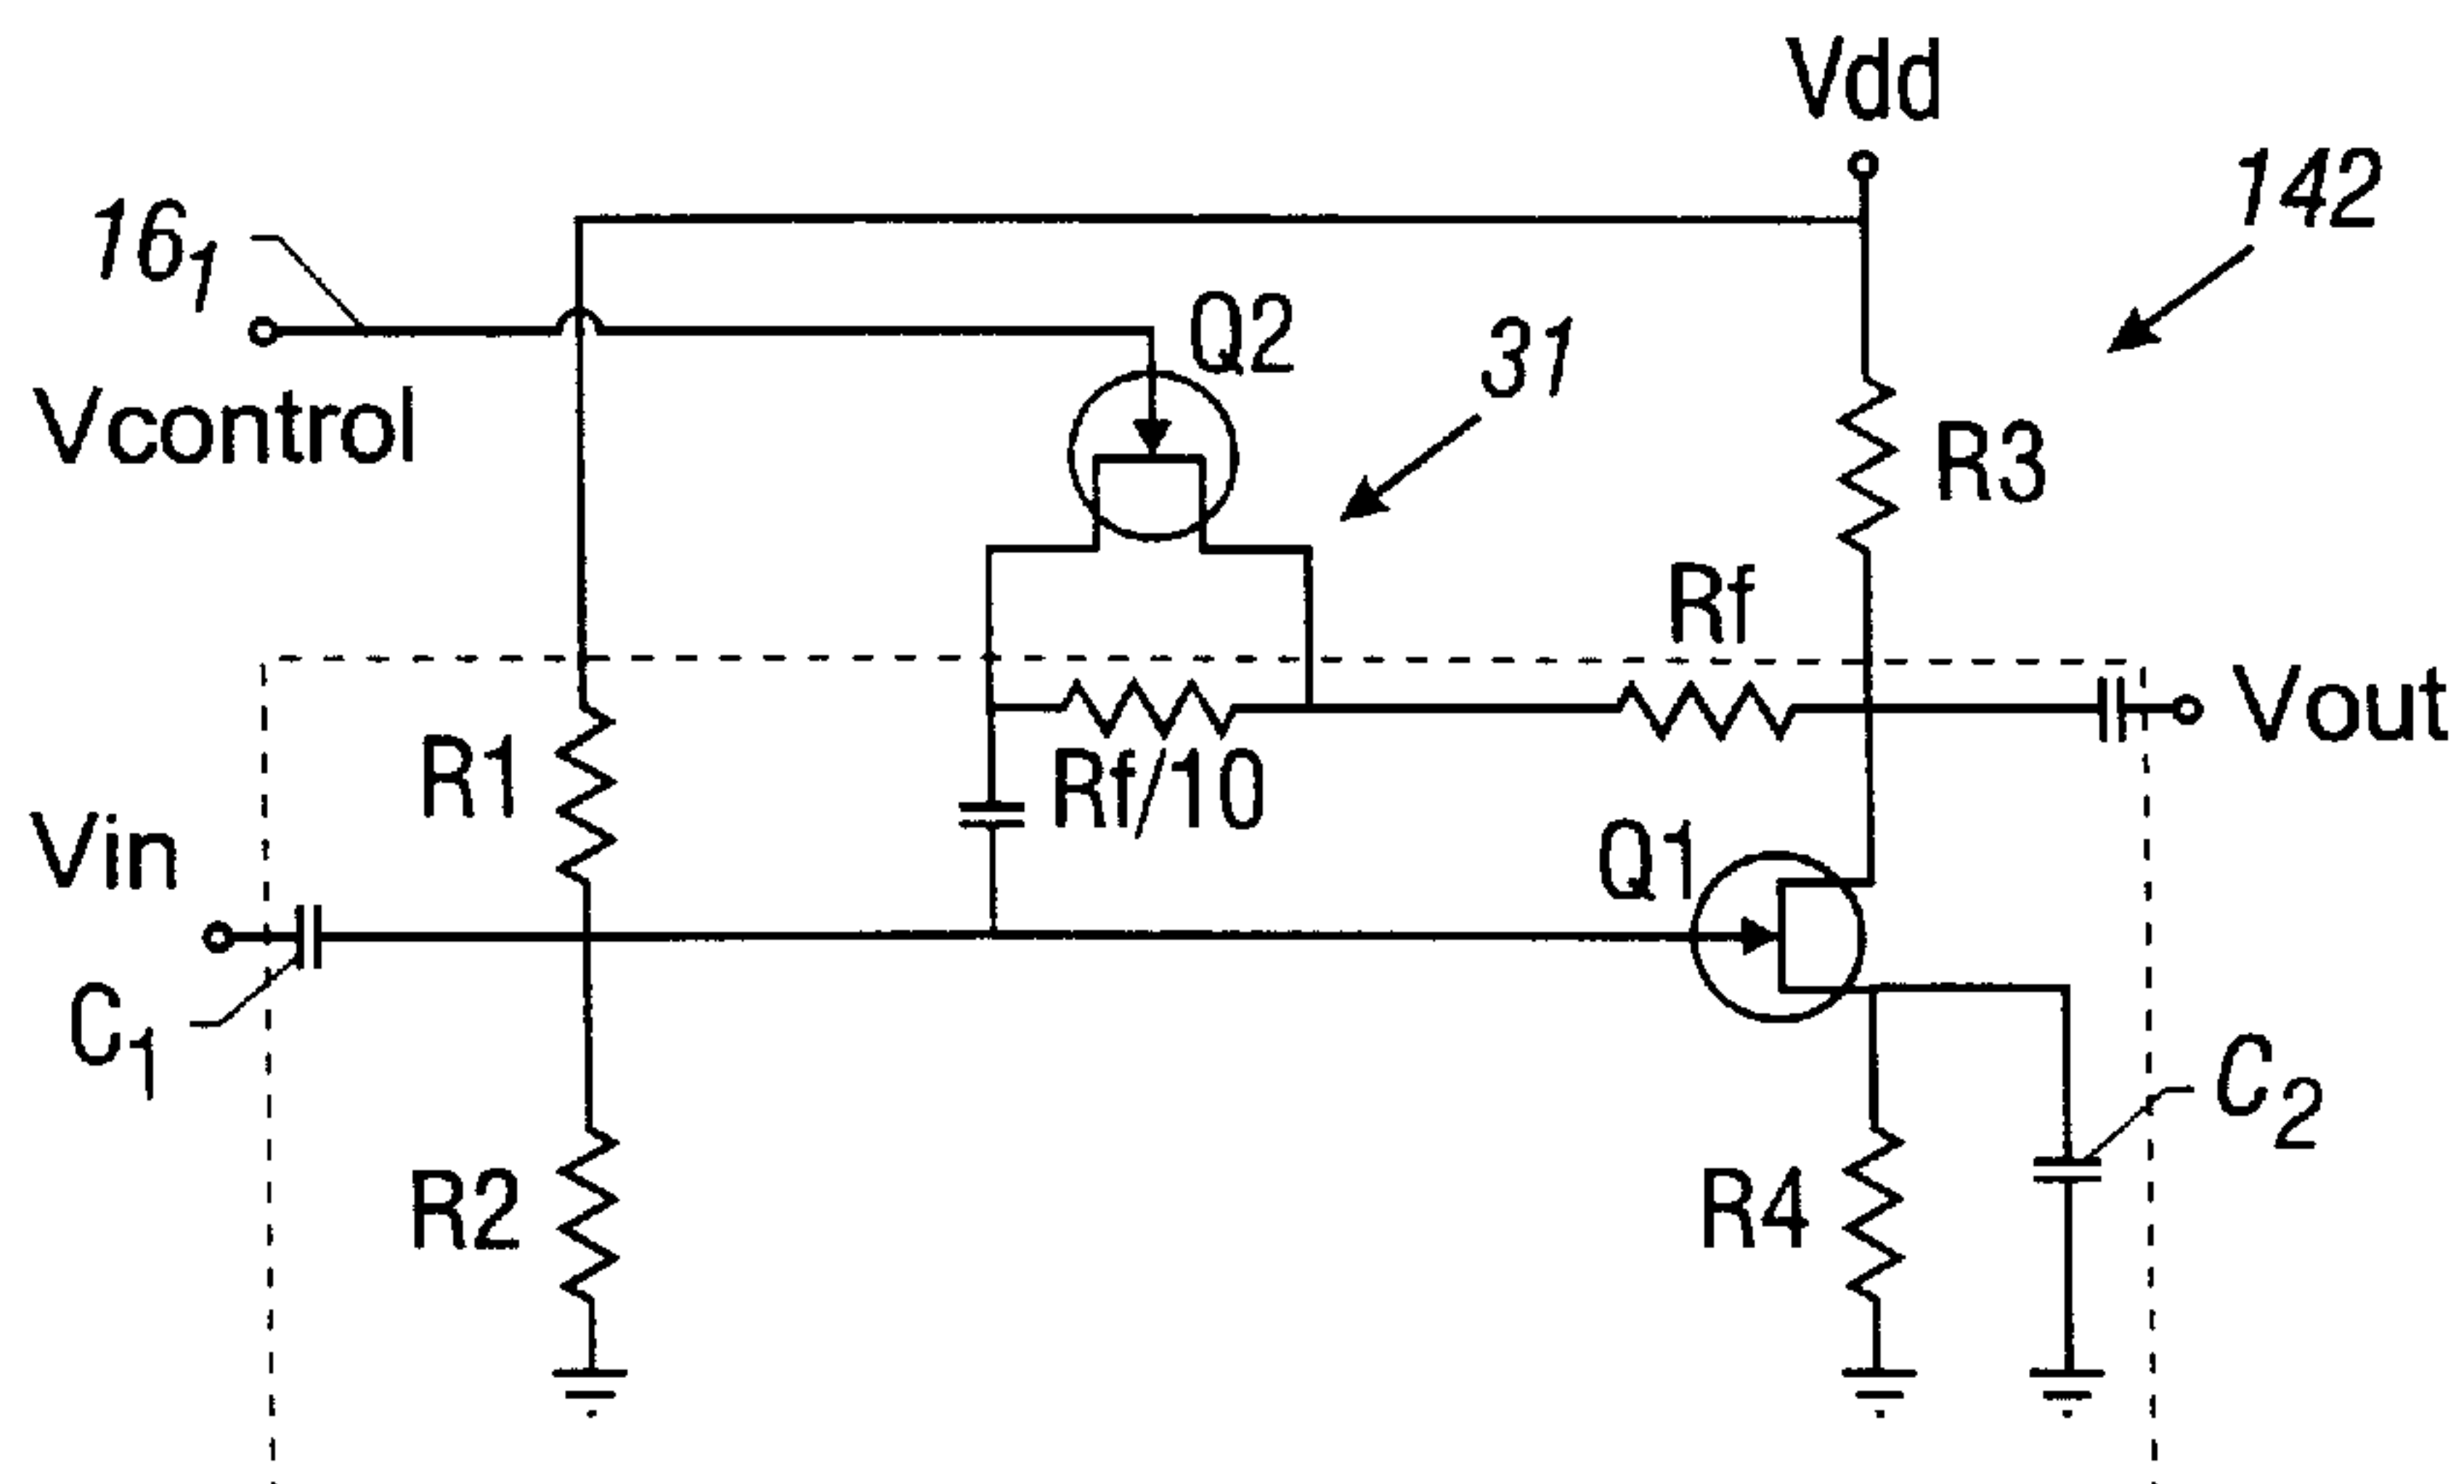 Vdd
142
16₁
Q2
31
Vcontrol
R3
Rf
Vout
R1
Rf/10
Vin
Q1
C₁
C₂
R2
R4